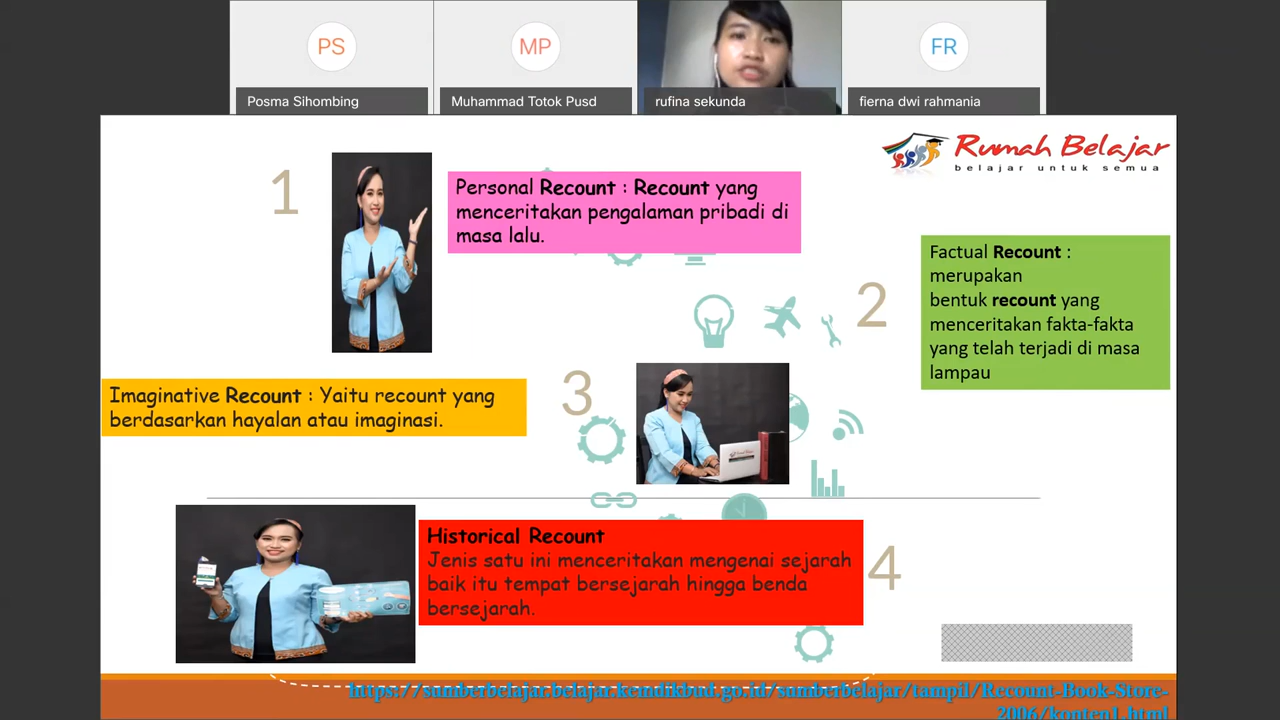 PS
MP
FR
Posma Sihombing
Muhammad Totok Pusd
rufina sekunda
fierna dwi rahmania
Rumah Belajar
belajar untuk semua
1
Personal Recount : Recount yang
menceritakan pengalaman pribadi di
masa lalu.
2
Factual Recount :
merupakan
bentuk recount yang
menceritakan fakta-fakta
yang telah terjadi di masa
lampau
3
Imaginative Recount : Yaitu recount yang
berdasarkan hayalan atau imaginasi.
4
Historical Recount
Jenis satu ini menceritakan mengenai sejarah
baik itu tempat bersejarah hingga benda
bersejarah.
https://sumberbelajar.belajar.kemdikbud.go.id/sumberbelajar/tampil/Recount-Book-Store-
2006/konten1.html